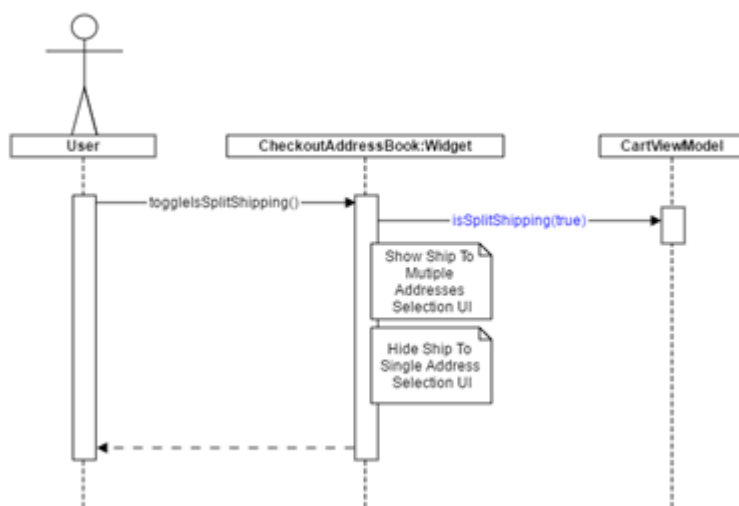 User
CheckoutAddressBook:Widget
CartViewModel
toggleIsSplitShipping()
isSplitShipping(true)
Show Ship To
Mutiple
Addresses
Selection UI
Hide Ship To
Single Address
Selection UI